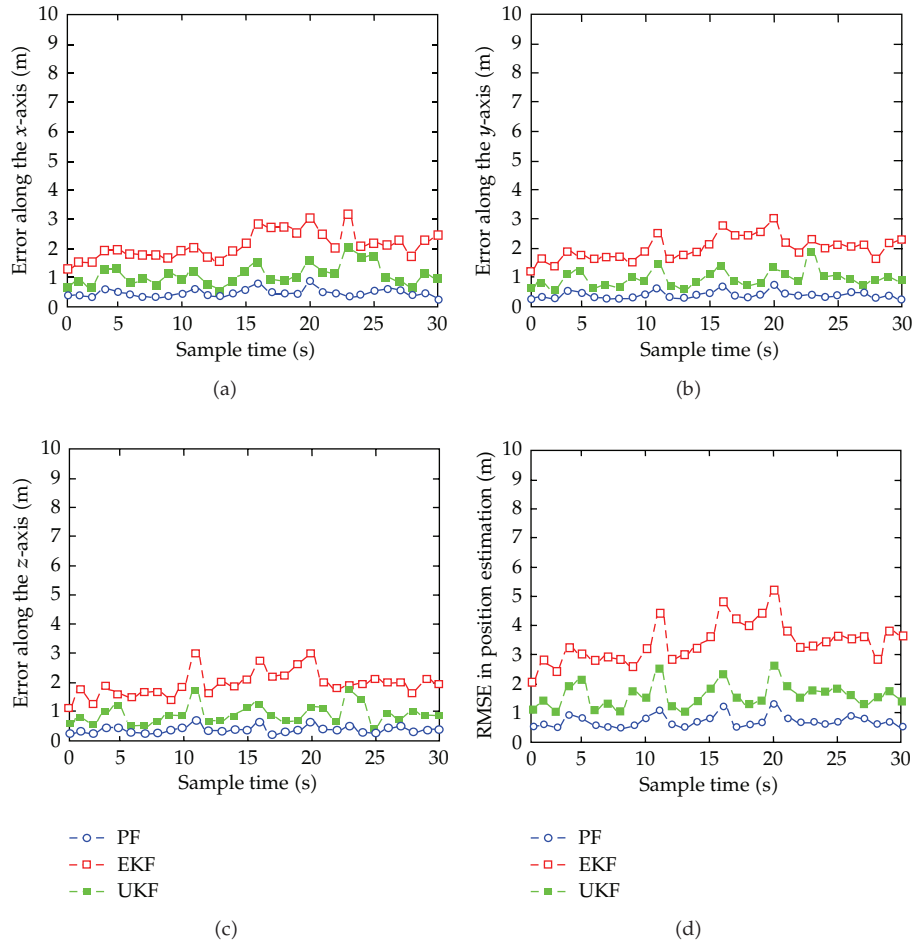 10
9
8
7
6
5
4
3
2
1
0
Error along the x-axis (m)
0 5 10 15 20 25 30
Sample time (s)
(a)
10
9
8
7
6
5
4
3
2
1
0
Error along the y-axis (m)
0 5 10 15 20 25 30
Sample time (s)
(b)
10
9
8
7
6
5
4
3
2
1
0
Error along the z-axis (m)
0 5 10 15 20 25 30
Sample time (s)
PF
EKF
UKF
(c)
10
9
8
7
6
5
4
3
2
1
0
RMSE in position estimation (m)
0 5 10 15 20 25 30
Sample time (s)
PF
EKF
UKF
(d)